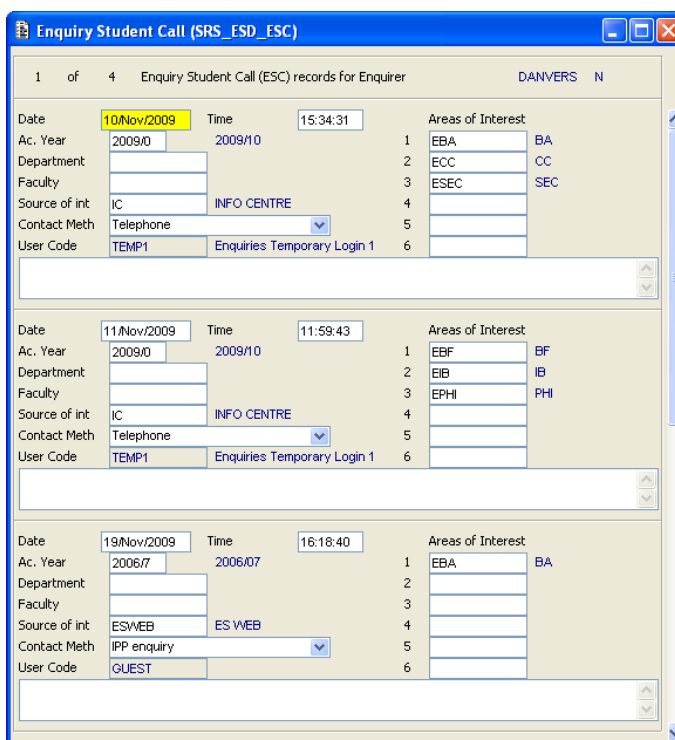 Enquiry Student Call (SRS_ESD_ESC)
1 of 4 Enquiry Student Call (ESC) records for Enquirer DANVERS N
Date 10/Nov/2009 Time 15:34:31 Areas of Interest
Ac. Year 2009/0 2009/10 1 EBA BA
Department 2 ECC CC
Faculty 3 ESEC SEC
Source of int IC INFO CENTRE 4
Contact Meth Telephone 5
User Code TEMP1 Enquiries Temporary Login 1 6
Date 11/Nov/2009 Time 11:59:43 Areas of Interest
Ac. Year 2009/0 2009/10 1 EBF BF
Department 2 EIB IB
Faculty 3 EPHI PHI
Source of int IC INFO CENTRE 4
Contact Meth Telephone 5
User Code TEMP1 Enquiries Temporary Login 1 6
Date 19/Nov/2009 Time 16:18:40 Areas of Interest
Ac. Year 2006/7 2006/07 1 EBA BA
Department 2
Faculty 3
Source of int ESWEB ES WEB 4
Contact Meth IPP enquiry 5
User Code GUEST 6